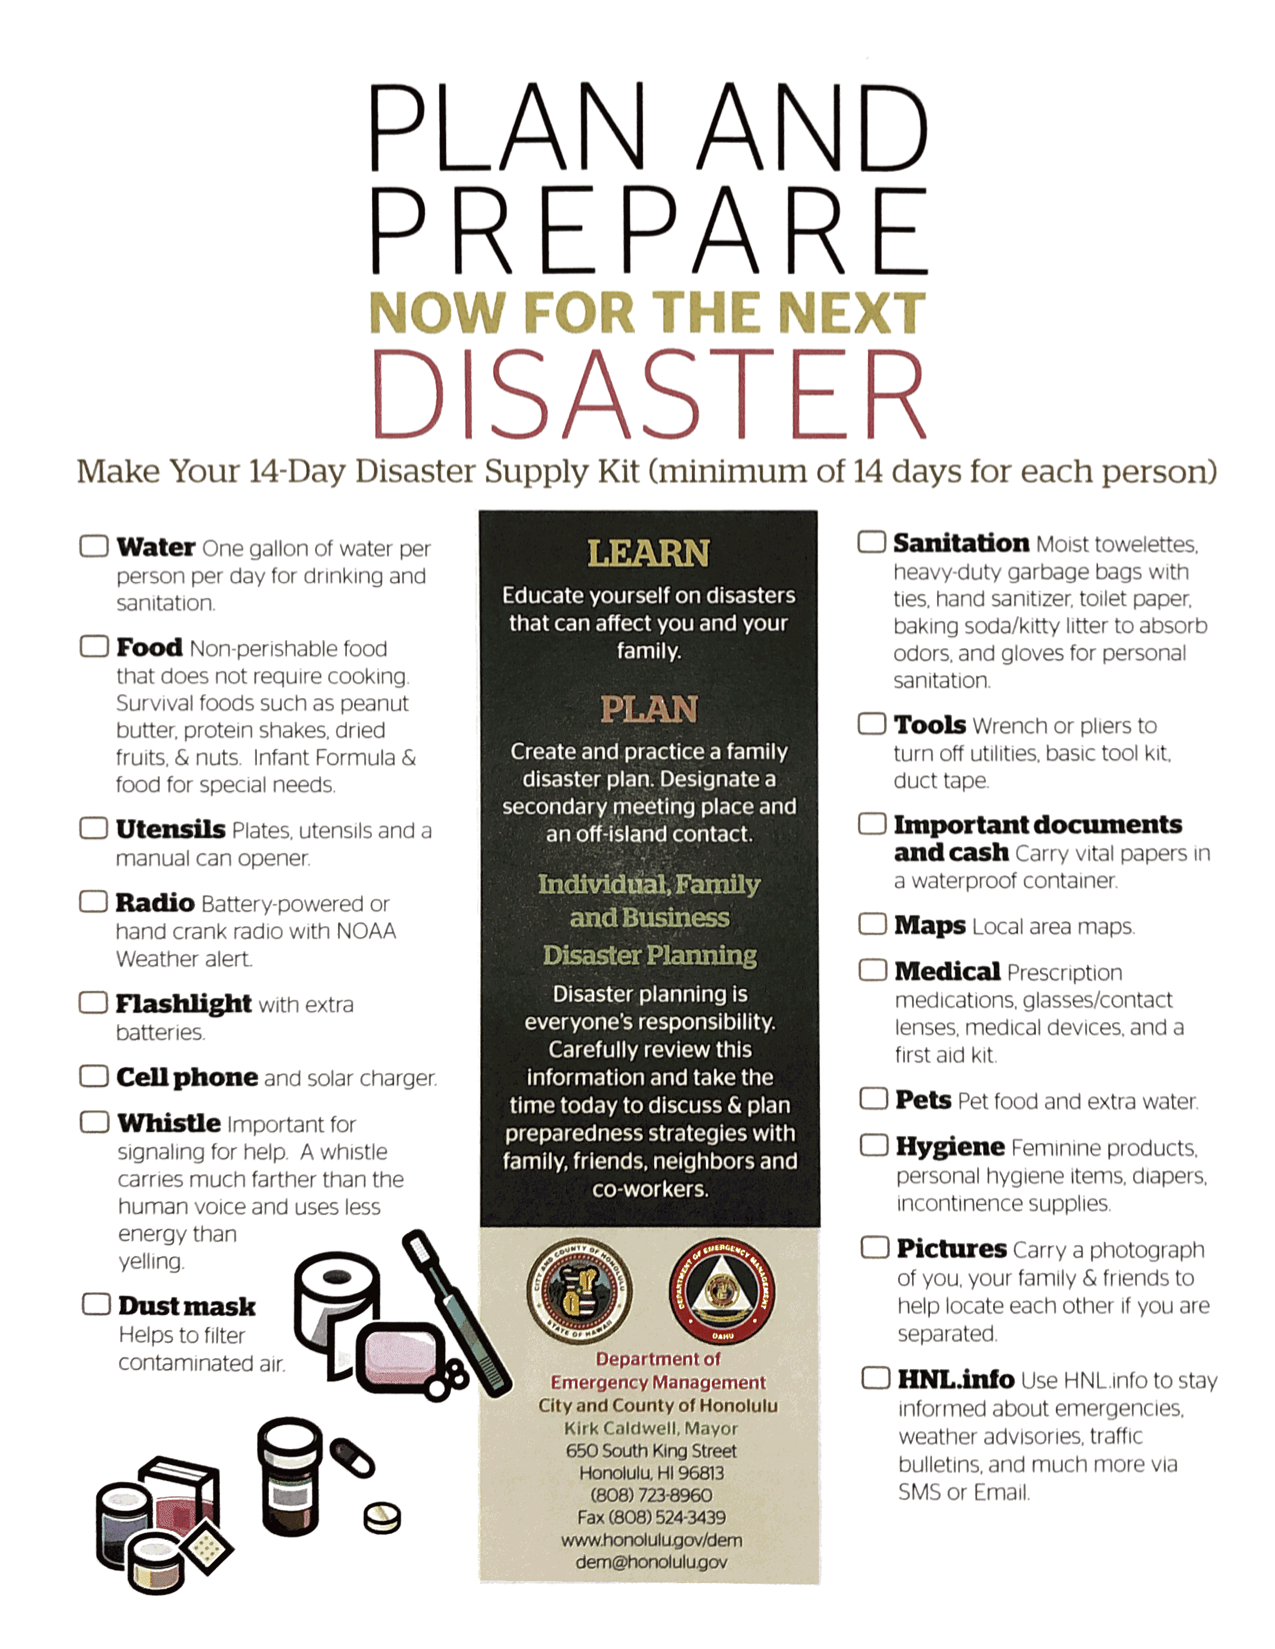 PLAN AND
PREPARE
NOW FOR THE NEXT
DISASTER
Make Your 14-Day Disaster Supply Kit (minimum of 14 days for each person)
Water One gallon of water per
person per day for drinking and
sanitation.
Food Non-perishable food
that does not require cooking.
Survival foods such as peanut
butter, protein shakes, dried
fruits, & nuts. Infant Formula &
food for special needs.
Utensils Plates, utensils and a
manual can opener.
Radio Battery-powered or
hand crank radio with NOAA
Weather alert.
Flashlight with extra
batteries.
Cell phone and solar charger.
Whistle Important for
signaling for help. A whistle
carries much farther than the
human voice and uses less
energy than
yelling.
Dust mask
Helps to filter
contaminated air.
LEARN
Educate yourself on disasters
that can affect you and your
family.
PLAN
Create and practice a family
disaster plan. Designate a
secondary meeting place and
an off-island contact.
Individual, Family
and Business
Disaster Planning
Disaster planning is
everyone's responsibility.
Carefully review this
information and take the
time today to discuss & plan
preparedness strategies with
family, friends, neighbors and
co-workers.
CITY AND COUNTY OF HONOLULU
STATE OF HAWAII
DEPARTMENT OF EMERGENCY MANAGEMENT
OAHU
Department of
Emergency Management
City and County of Honolulu
Kirk Caldwell, Mayor
650 South King Street
Honolulu, HI 96813
(808) 723-8960
Fax (808) 524-3439
www.honolulu.gov/dem
dem@honolulu.gov
Sanitation Moist towelettes,
heavy-duty garbage bags with
ties, hand sanitizer, toilet paper,
baking soda/kitty litter to absorb
odors, and gloves for personal
sanitation.
Tools Wrench or pliers to
turn off utilities, basic tool kit,
duct tape.
Important documents
and cash Carry vital papers in
a waterproof container.
Maps Local area maps.
Medical Prescription
medications, glasses/contact
lenses, medical devices, and a
first aid kit.
Pets Pet food and extra water.
Hygiene Feminine products,
personal hygiene items, diapers,
incontinence supplies.
Pictures Carry a photograph
of you, your family & friends to
help locate each other if you are
separated.
HNL.info Use HNL.info to stay
informed about emergencies,
weather advisories, traffic
bulletins, and much more via
SMS or Email.